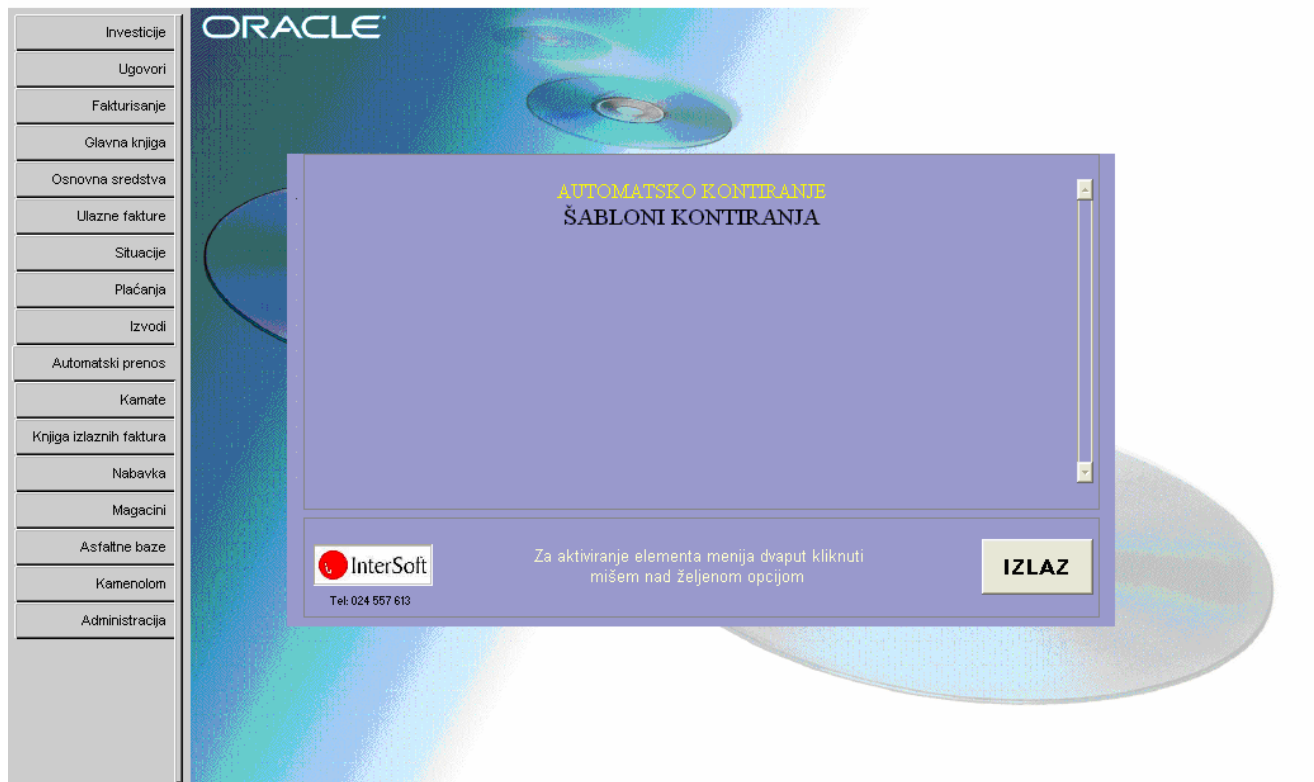 Investicije
Ugovori
Fakturisanje
Glavna knjiga
Osnovna sredstva
Ulazne fakture
Situacije
Plaćanja
Izvodi
Automatski prenos
Kamate
Knjiga izlaznih faktura
Nabavka
Magacini
Asfaltne baze
Kamenolom
Administracija
ORACLE
AUTOMATSKO KONTIRANJE
ŠABLONI KONTIRANJA
InterSoft
Tel: 024 557 613
Za aktiviranje elementa menija dvaput kliknuti
mišem nad željenom opcijom
IZLAZ